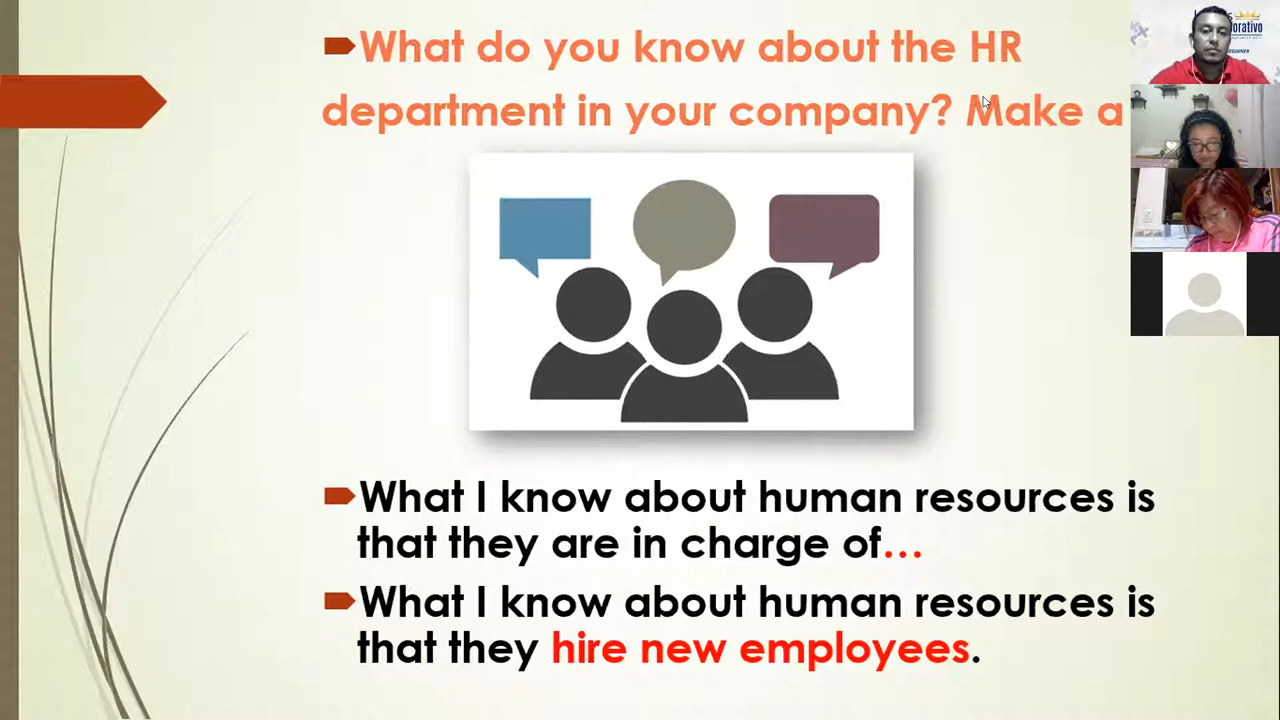 What do you know about the HR
department in your company? Make a
What I know about human resources is
that they are in charge of...
What I know about human resources is
that they hire new employees.